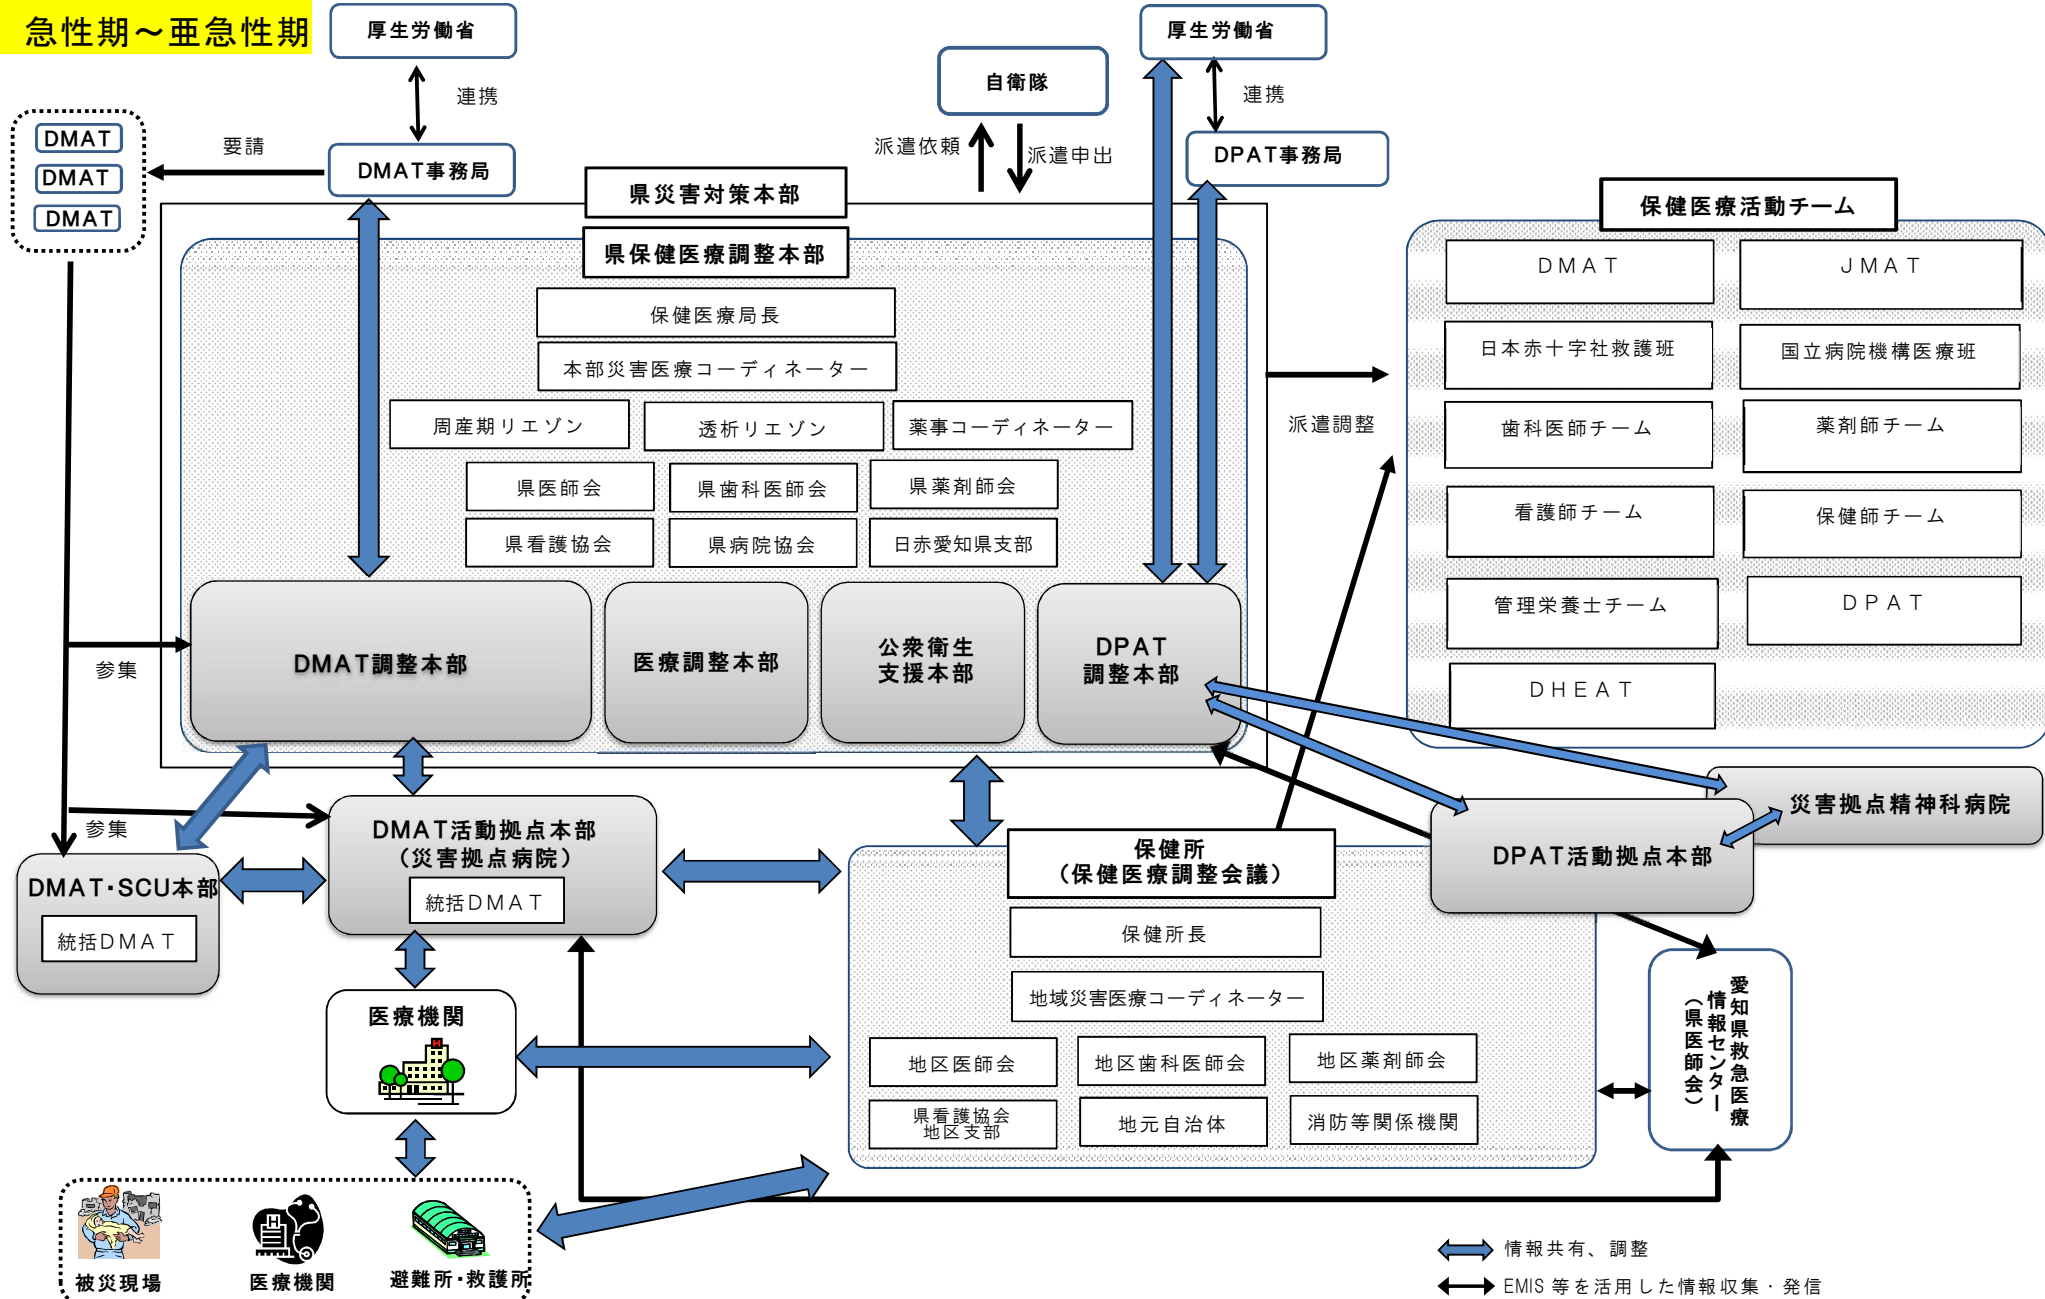 急性期～亜急性期
厚生労働省
連携
DMAT
DMAT
DMAT
要請
DMAT事務局
自衛隊
派遣依頼
派遣申出
厚生労働省
連携
DPAT事務局
県災害対策本部
県保健医療調整本部
保健医療局長
本部災害医療コーディネーター
周産期リエゾン
透析リエゾン
薬事コーディネーター
県医師会
県歯科医師会
県薬剤師会
県看護協会
県病院協会
日赤愛知県支部
DMAT調整本部
医療調整本部
公衆衛生
支援本部
DPAT
調整本部
派遣調整
保健医療活動チーム
ＤＭＡＴ
ＪＭＡＴ
日本赤十字社救護班
国立病院機構医療班
歯科医師チーム
薬剤師チーム
看護師チーム
保健師チーム
管理栄養士チーム
ＤＰＡＴ
ＤＨＥＡＴ
参集
参集
DMAT・SCU本部
統括DMAT
DMAT活動拠点本部
（災害拠点病院）
統括DMAT
医療機関
H
保健所
（保健医療調整会議）
保健所長
地域災害医療コーディネーター
地区医師会
地区歯科医師会
地区薬剤師会
県看護協会
地区支部
地元自治体
消防等関係機関
災害拠点精神科病院
DPAT活動拠点本部
愛知県救急医療
情報センター
（県医師会）
H
被災現場
医療機関
避難所・救護所
情報共有、調整
EMIS 等を活用した情報収集・発信